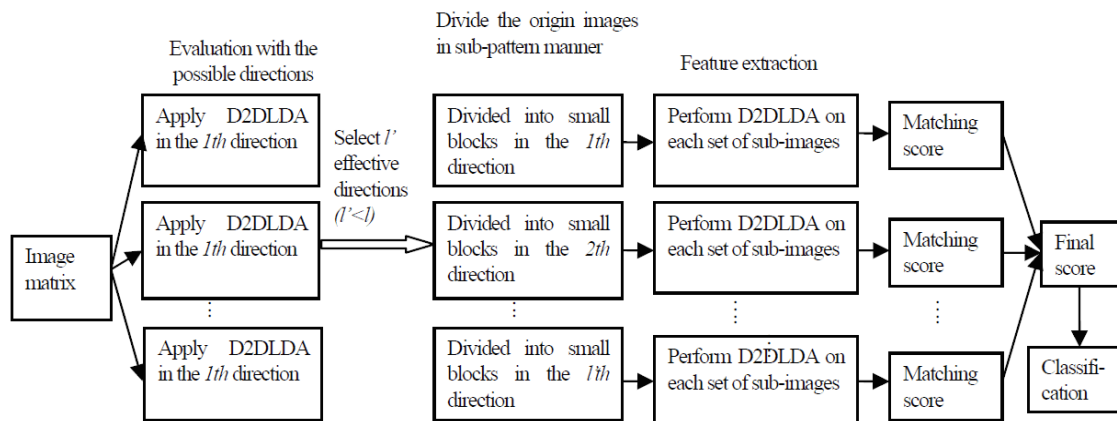 Evaluation with the
possible directions
Divide the origin images
in sub-pattern manner
Feature extraction
Image
matrix
Apply D2DLDA
in the 1th direction
Apply D2DLDA
in the 1th direction
⋮
Apply D2DLDA
in the 1th direction
Select l'
effective
directions
(l'<l)
Divided into small
blocks in the 1th
direction
Divided into small
blocks in the 2th
direction
⋮
Divided into small
blocks in the l'th
direction
Perform D2DLDA on
each set of sub-images
Perform D2DLDA on
each set of sub-images
⋮
Perform D2DLDA on
each set of sub-images
Matching
score
Matching
score
⋮
Matching
score
Final
score
Classifi-
cation